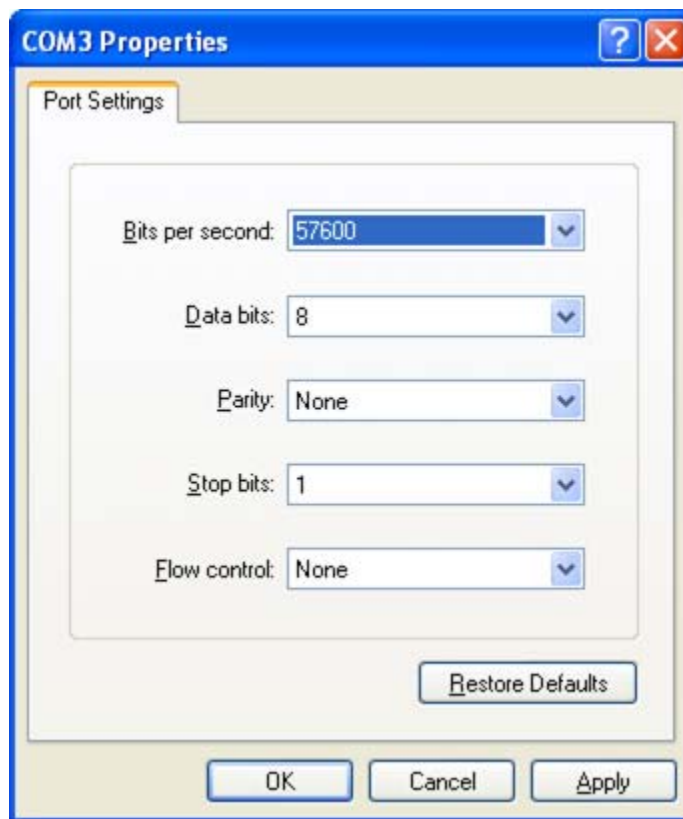 COM3 Properties
Port Settings
Bits per second: 57600
Data bits: 8
Parity: None
Stop bits: 1
Flow control: None
Restore Defaults
OK Cancel Apply